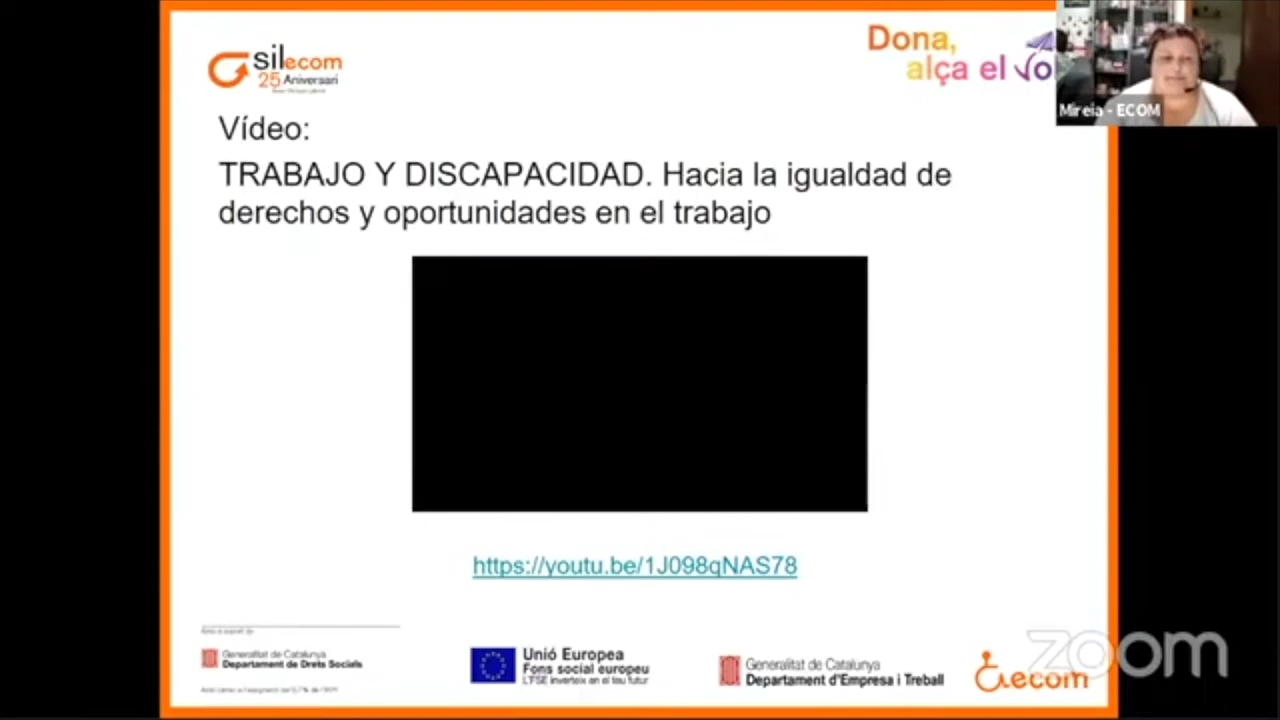 silecom
25 Aniversari
Dona,
alça el vo
Mireia - ECOM
Vídeo:
TRABAJO Y DISCAPACIDAD. Hacia la igualdad de
derechos y oportunidades en el trabajo
https://youtu.be/1J098qNAS78
Generalitat de Catalunya
Departament de Drets Socials
Unió Europea
Fons social europeu
L'FSE inverteix en el teu futur
Generalitat de Catalunya
Departament d'Empresa i Treball
ecom
zoom